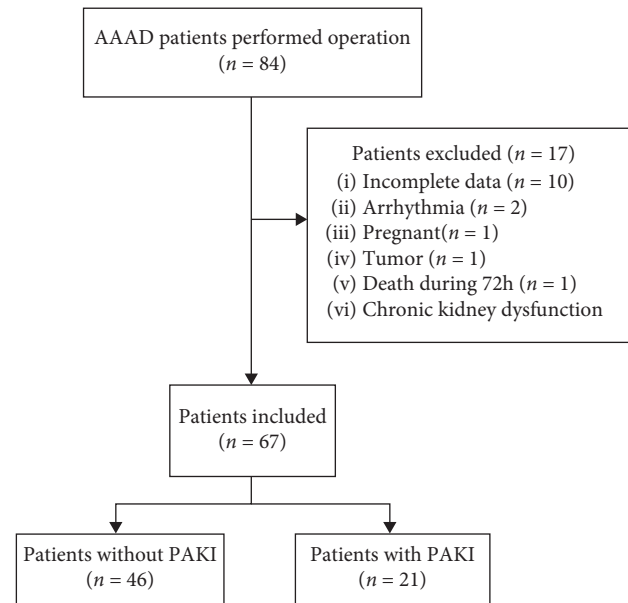 AAAD patients performed operation
(n = 84)
Patients excluded (n = 17)
(i) Incomplete data (n = 10)
(ii) Arrhythmia (n = 2)
(iii) Pregnant(n = 1)
(iv) Tumor (n = 1)
(v) Death during 72h (n = 1)
(vi) Chronic kidney dysfunction
Patients included
(n = 67)
Patients without PAKI
(n = 46)
Patients with PAKI
(n = 21)